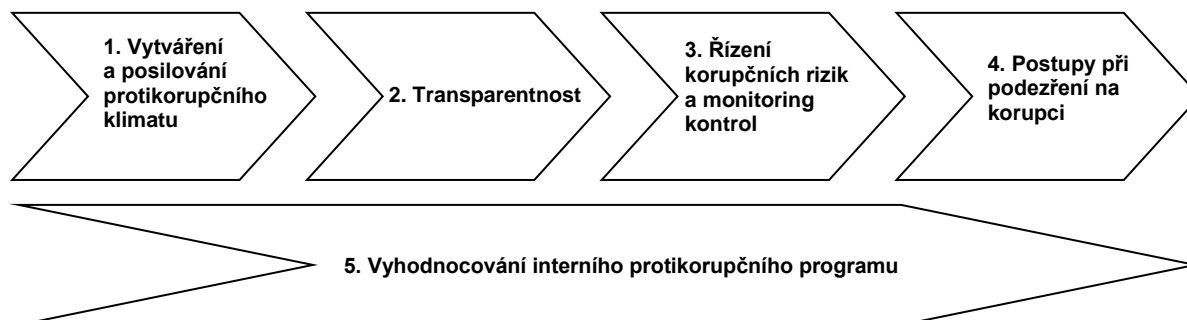 1. Vytváření
a posilování
protikorupčního
klimatu
2. Transparentnost
3. Řízení
korupčních rizik
a monitoring
kontrol
4. Postupy při
podezření na
korupci
5. Vyhodnocování interního protikorupčního programu